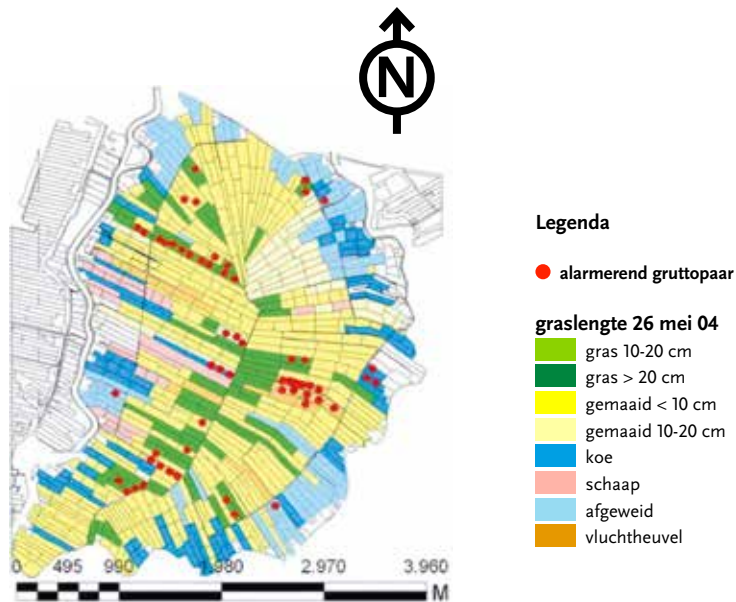 N
Legenda
alarmerend gruttopaar
graslengte 26 mei 04
gras 10-20 cm
gras > 20 cm
gemaaid < 10 cm
gemaaid 10-20 cm
koe
schaap
afgeweid
vluchtheuvel
0 495 990 1.980 2.970 3.960
M